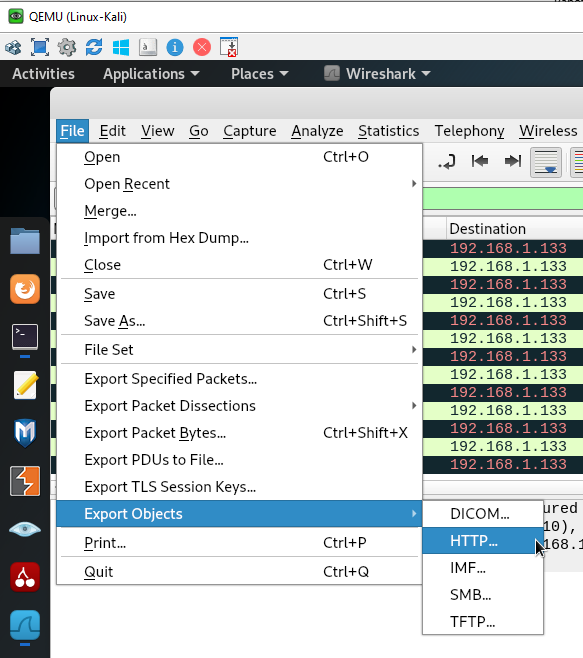 QEMU (Linux-Kali)
Activities Applications Places Wireshark
File Edit View Go Capture Analyze Statistics Telephony Wireless
Open Ctrl+O
Open Recent
Merge...
Import from Hex Dump...
Close Ctrl+W
Save Ctrl+S
Save As... Ctrl+Shift+S
File Set
Export Specified Packets...
Export Packet Dissections
Export Packet Bytes... Ctrl+Shift+X
Export PDUs to File...
Export TLS Session Keys...
Export Objects
Print... Ctrl+P
Quit Ctrl+Q
DICOM...
HTTP...
IMF...
SMB...
TFTP...
Destination
192.168.1.133
192.168.1.133
192.168.1.133
192.168.1.133
192.168.1.133
192.168.1.133
192.168.1.133
192.168.1.133
192.168.1.133
192.168.1.133
192.168.1.133
192.168.1.133
192.168.1.133
ured
10),
.168.1